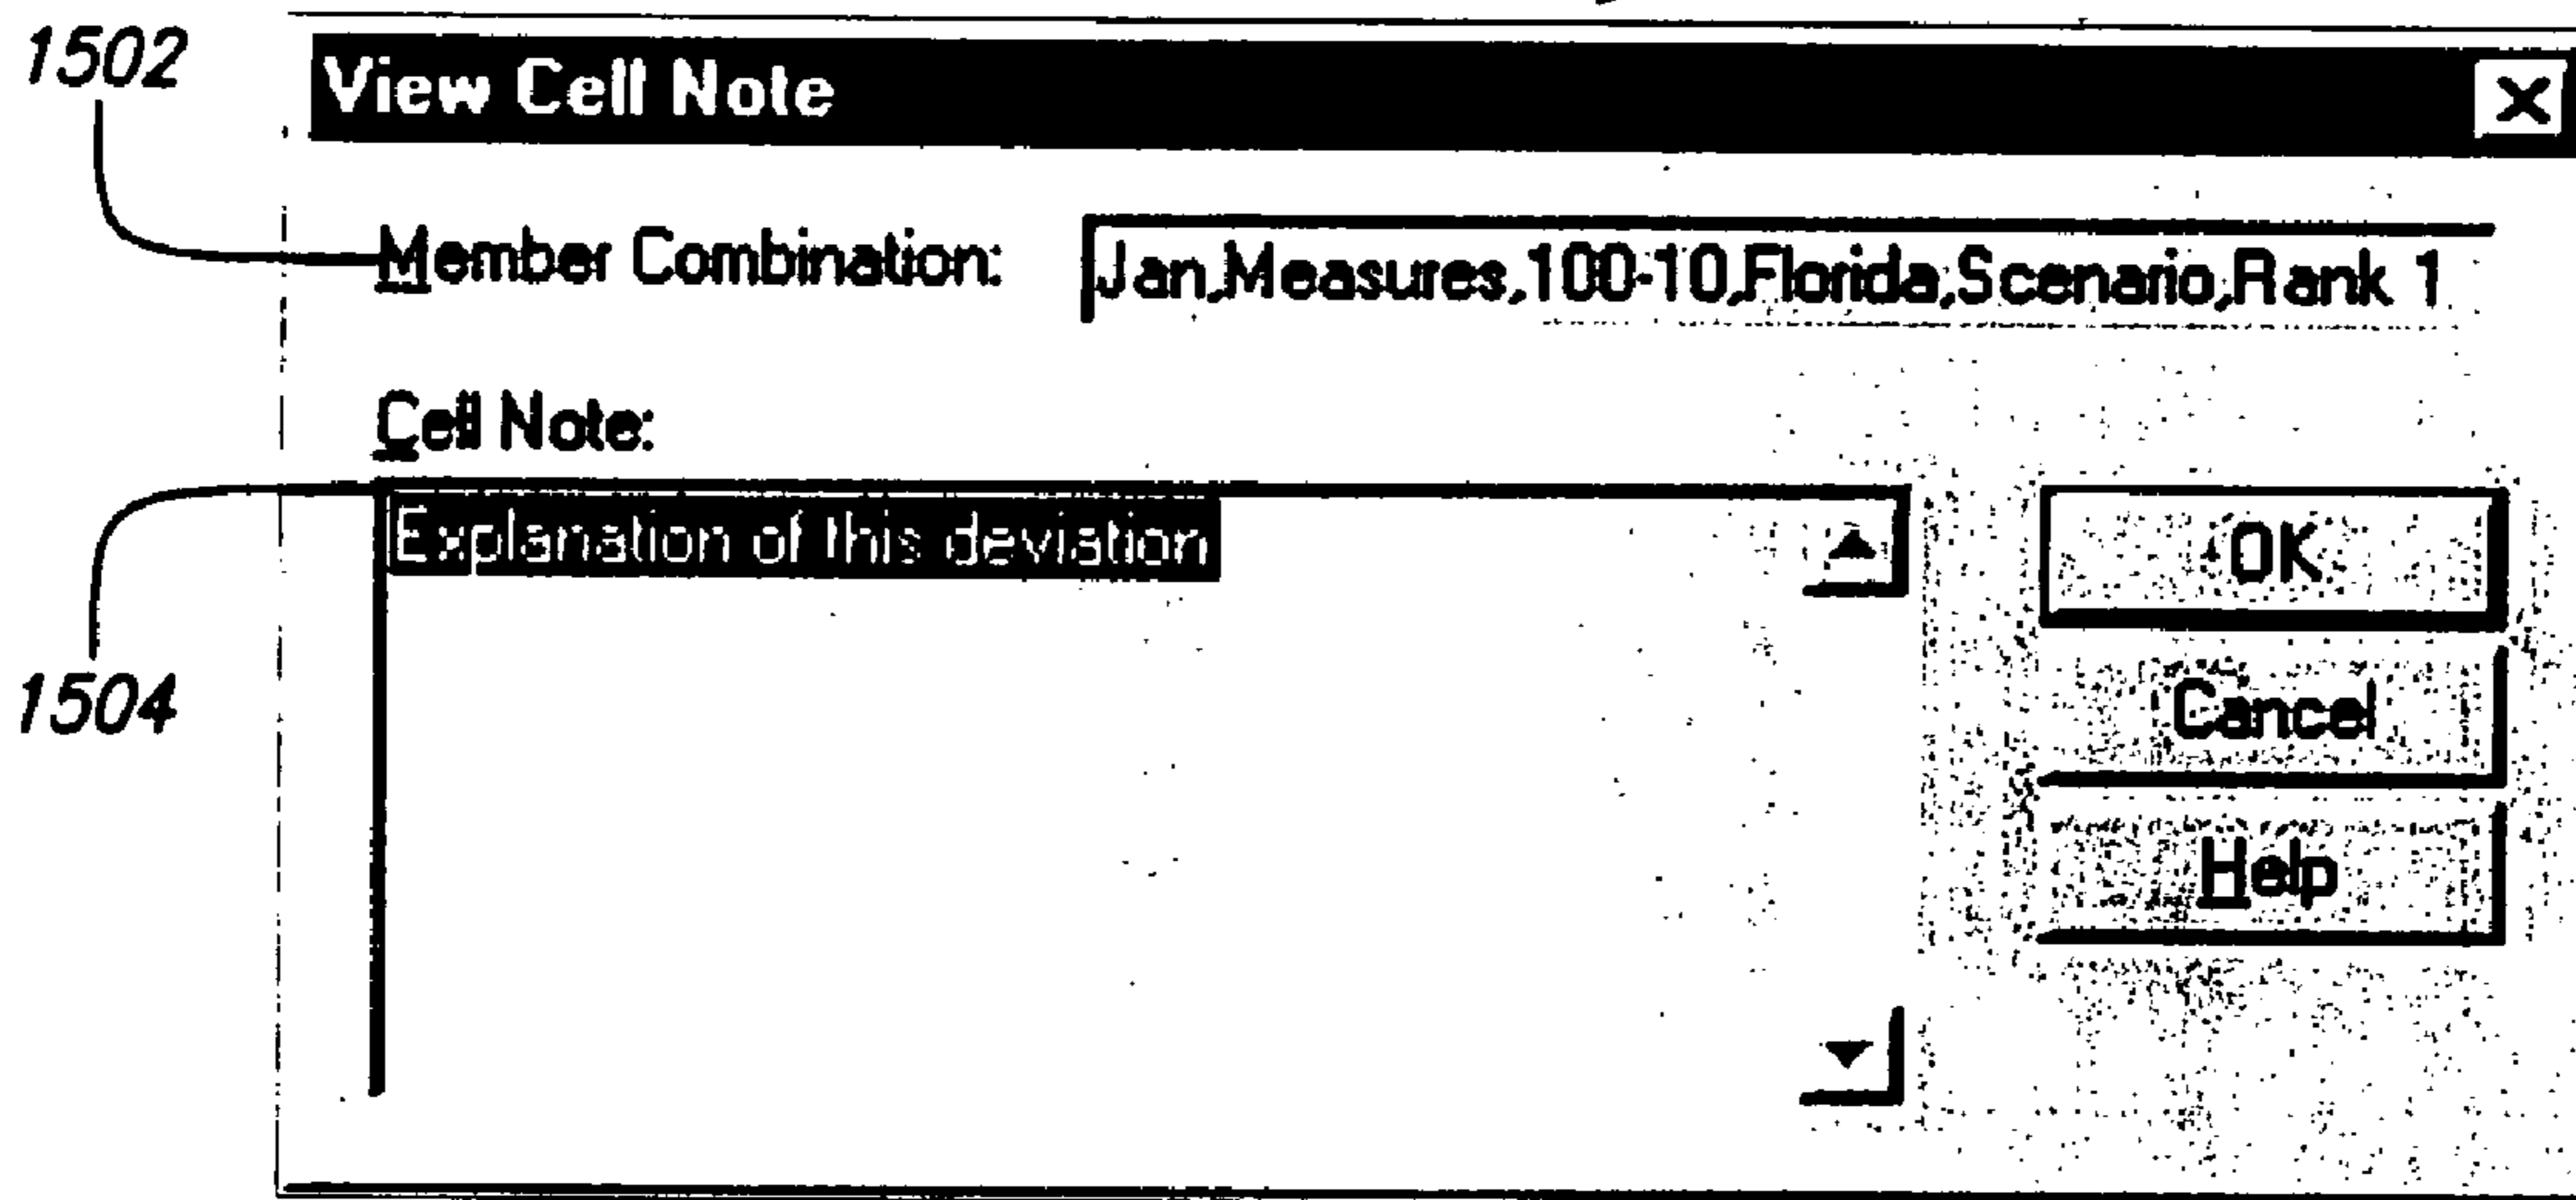 1502
View Cell Note
Member Combination: Jan,Measures,100-10,Florida,Scenario,Rank 1
Cell Note:
Explanation of this deviation
OK
1504
Cancel
Help